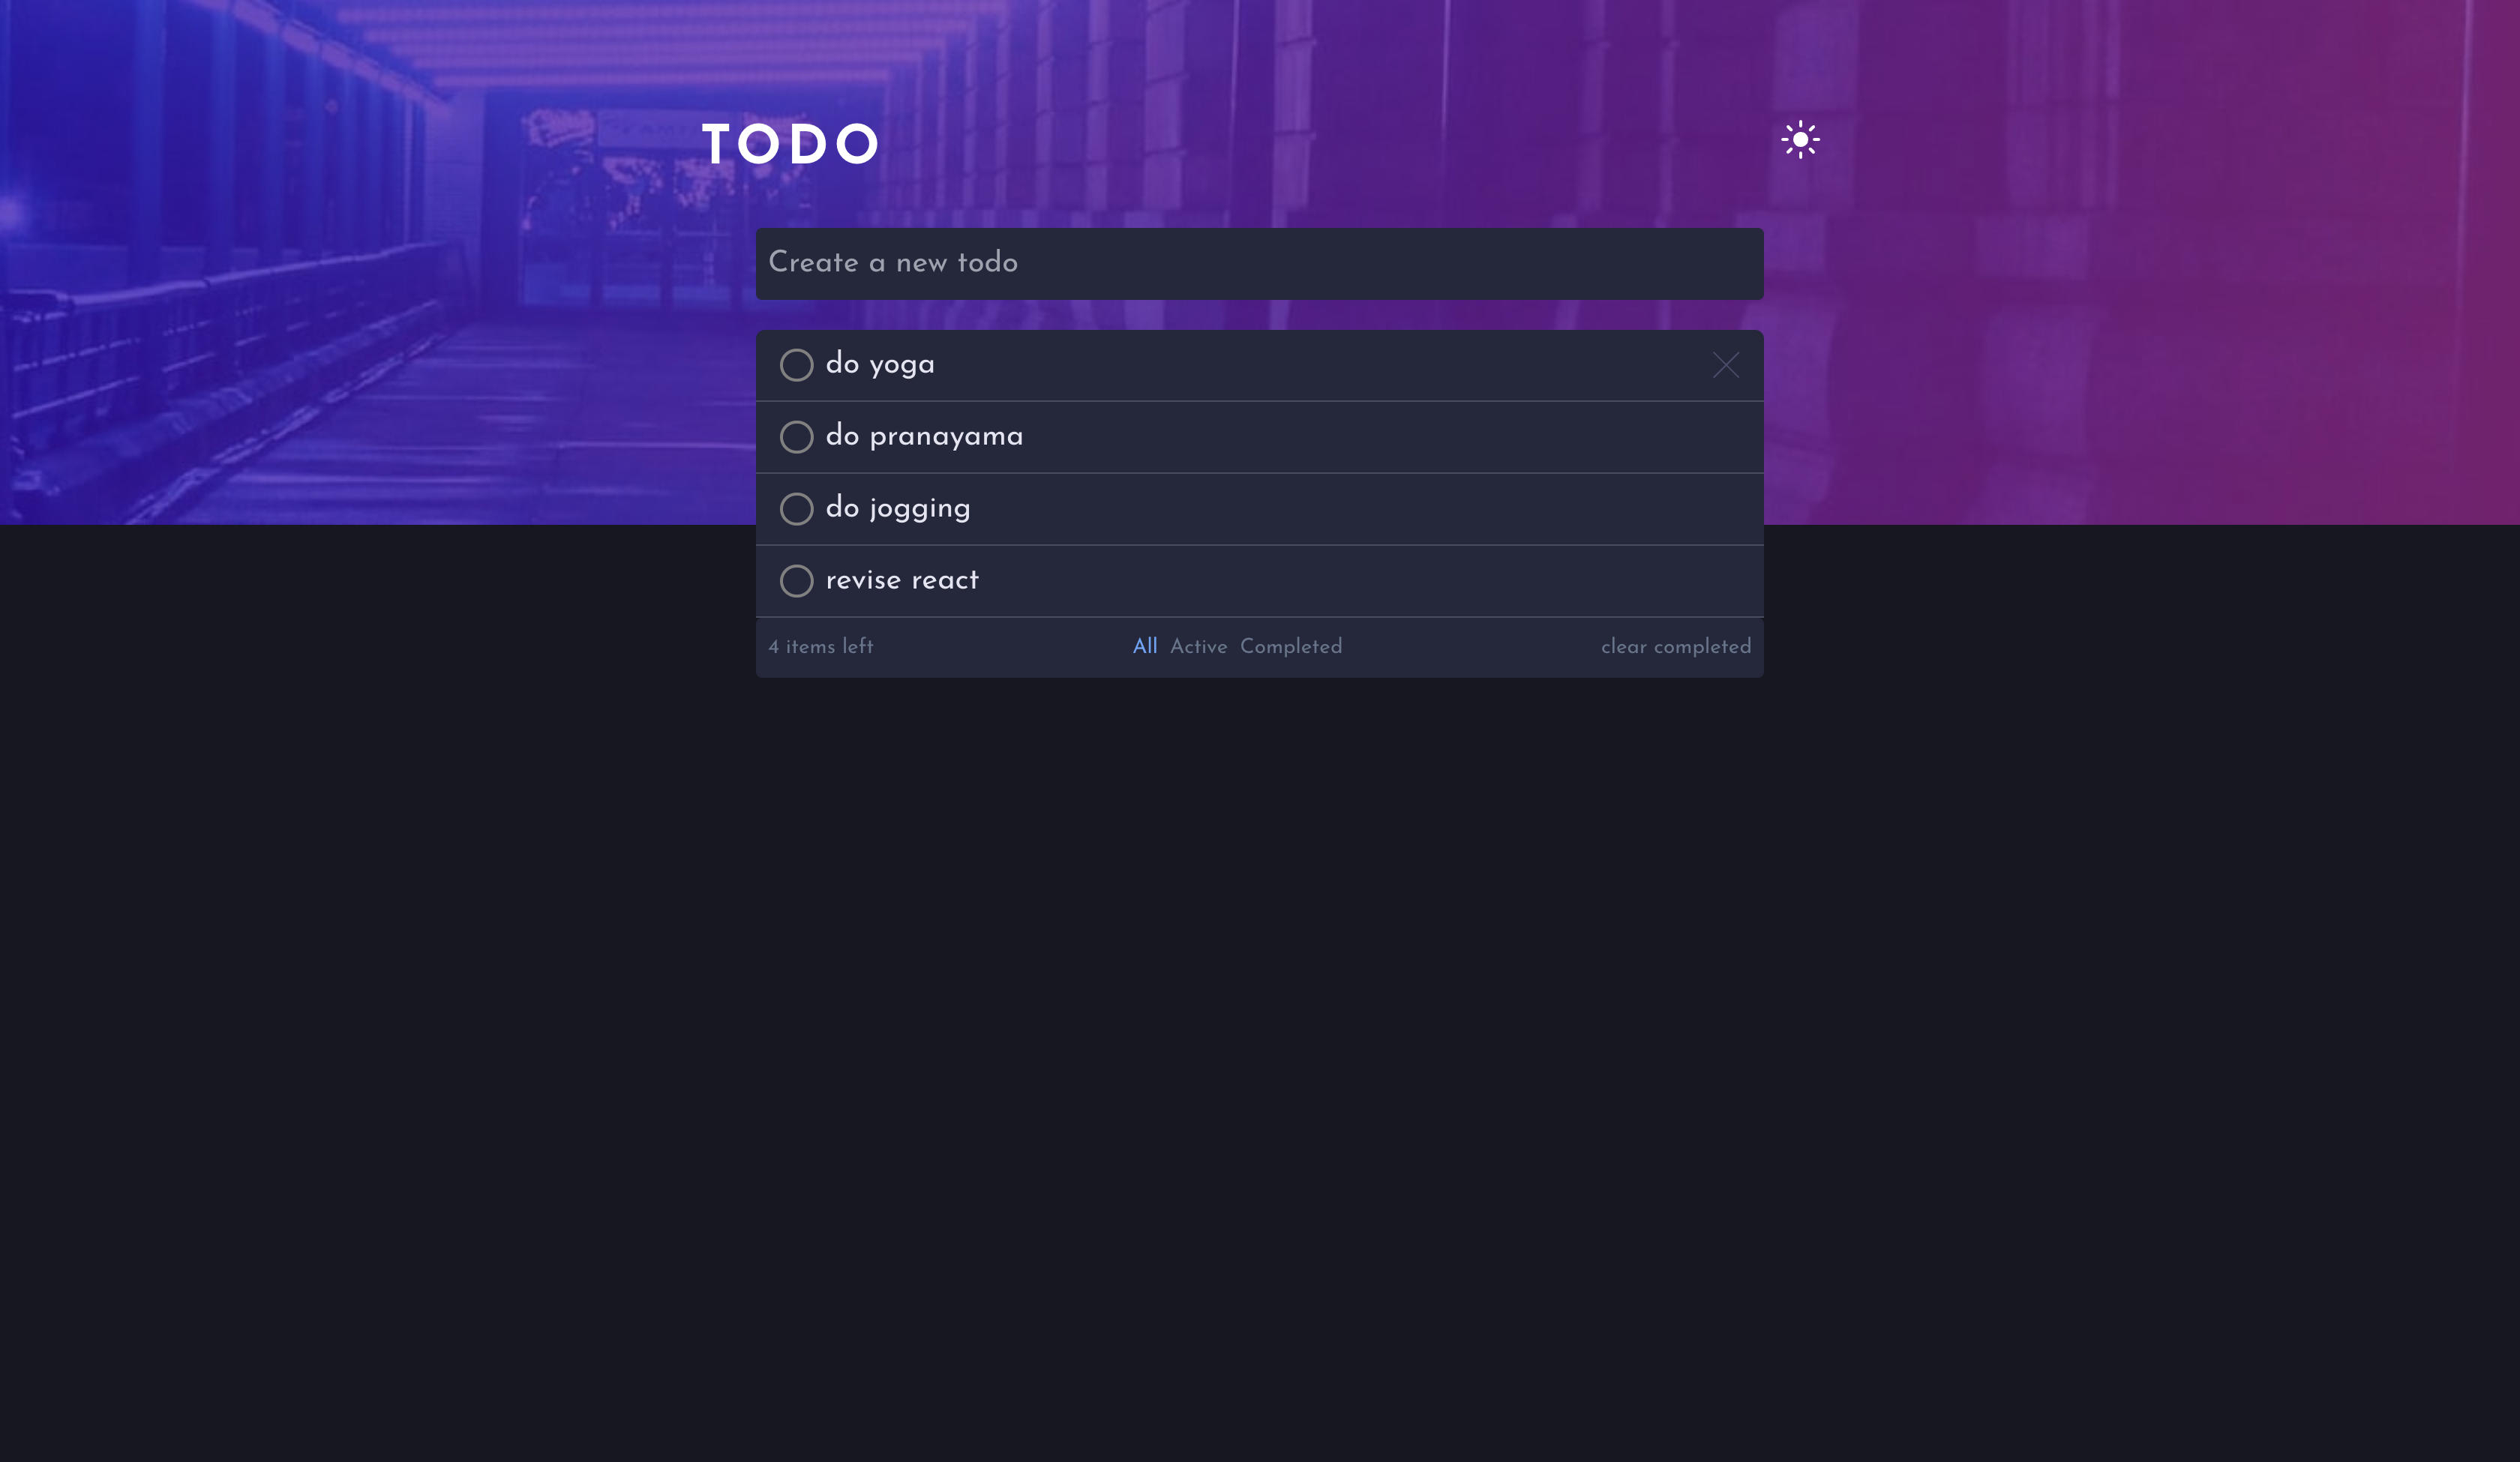 TODO
Create a new todo
do yoga
do pranayama
do jogging
revise react
4 items left All Active Completed clear completed